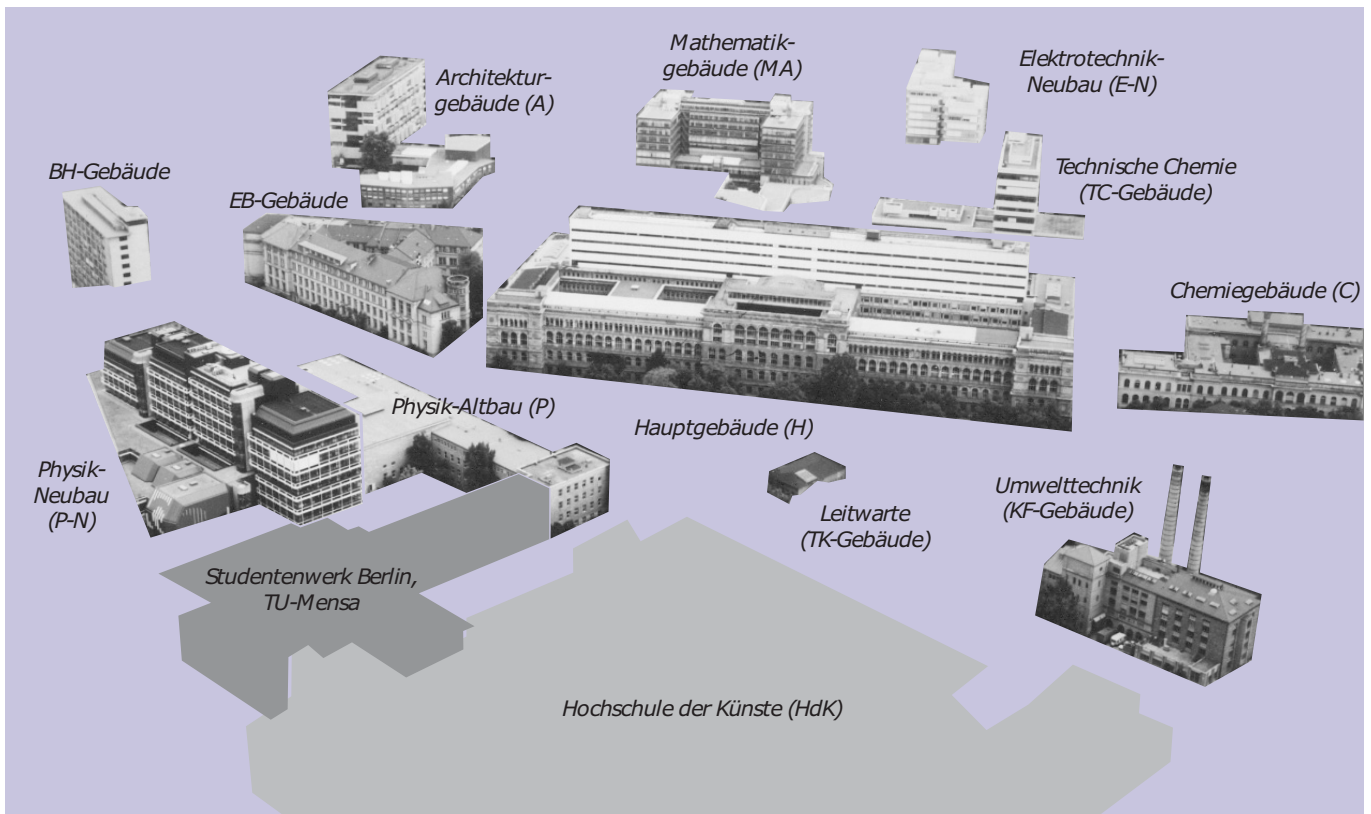 Mathematik-
gebäude (MA)
Elektrotechnik-
Neubau (E-N)
Architektur-
gebäude (A)
BH-Gebäude
EB-Gebäude
Technische Chemie
(TC-Gebäude)
Chemiegebäude (C)
Physik-Altbau (P)
Hauptgebäude (H)
Physik-
Neubau
(P-N)
Leitwarte
(TK-Gebäude)
Umwelttechnik
(KF-Gebäude)
Studentenwerk Berlin,
TU-Mensa
Hochschule der Künste (HdK)